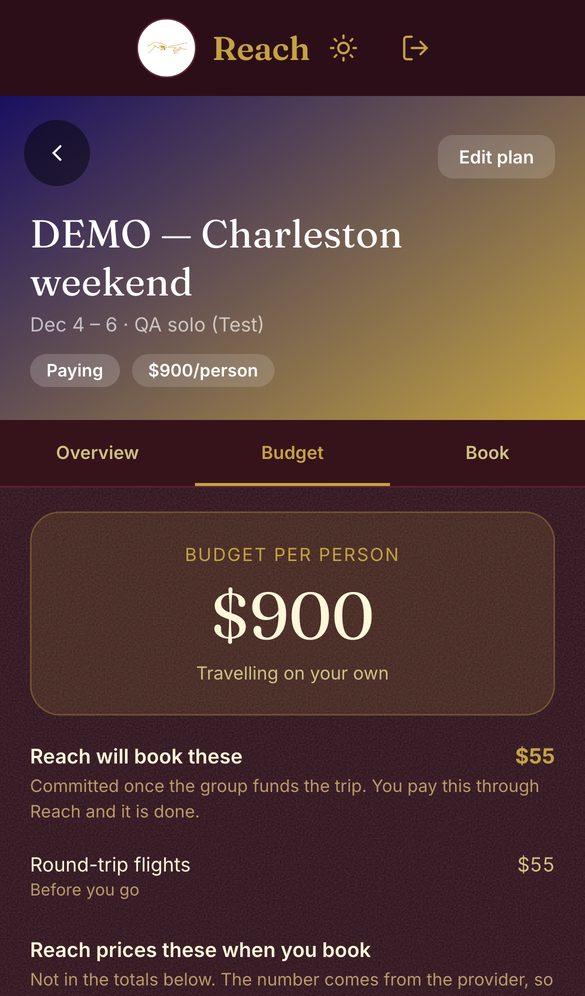 Reach
Edit plan
DEMO — Charleston
weekend
Dec 4 – 6 · QA solo (Test)
Paying
$900/person
Overview
Budget
Book
BUDGET PER PERSON
$900
Travelling on your own
Reach will book these
$55
Committed once the group funds the trip. You pay this through
Reach and it is done.
Round-trip flights
$55
Before you go
Reach prices these when you book
Not in the totals below. The number comes from the provider, so